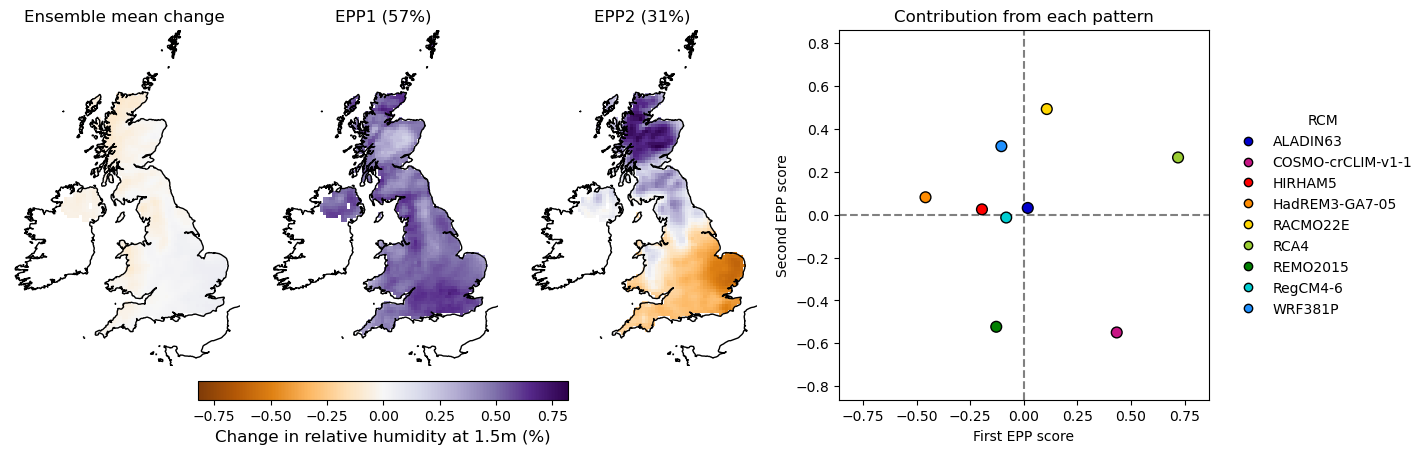 Ensemble mean change
EPP1 (57%)
EPP2 (31%)
Contribution from each pattern
−0.75 −0.50 −0.25 0.00 0.25 0.50 0.75
Change in relative humidity at 1.5m (%)
Second EPP score
0.8
0.6
0.4
0.2
0.0
−0.2
−0.4
−0.6
−0.8
−0.75 −0.50 −0.25 0.00 0.25 0.50 0.75
First EPP score
RCM
ALADIN63
COSMO-crCLIM-v1-1
HIRHAM5
HadREM3-GA7-05
RACMO22E
RCA4
REMO2015
RegCM4-6
WRF381P